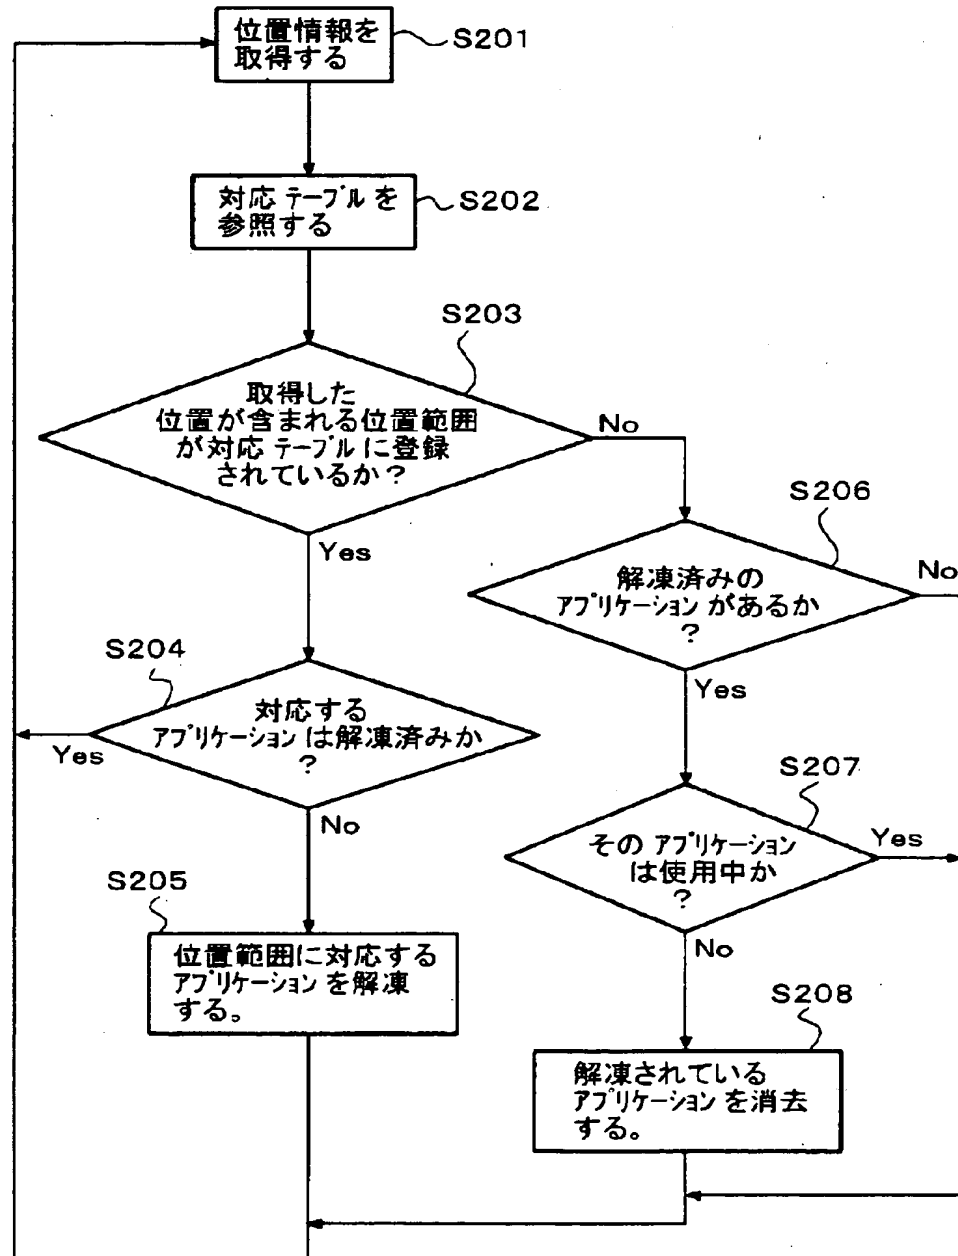 位置情報を
取得する
S201
対応テーブルを
参照する
S202
S203
取得した
位置が含まれる位置範囲
が対応テーブルに登録
されているか？
No
Yes
S206
解凍済みの
アプリケーションがあるか
？
No
Yes
S204
対応する
アプリケーションは解凍済みか
？
Yes
No
S207
そのアプリケーション
は使用中か
？
Yes
No
S205
位置範囲に対応する
アプリケーションを解凍
する。
S208
解凍されている
アプリケーションを消去
する。